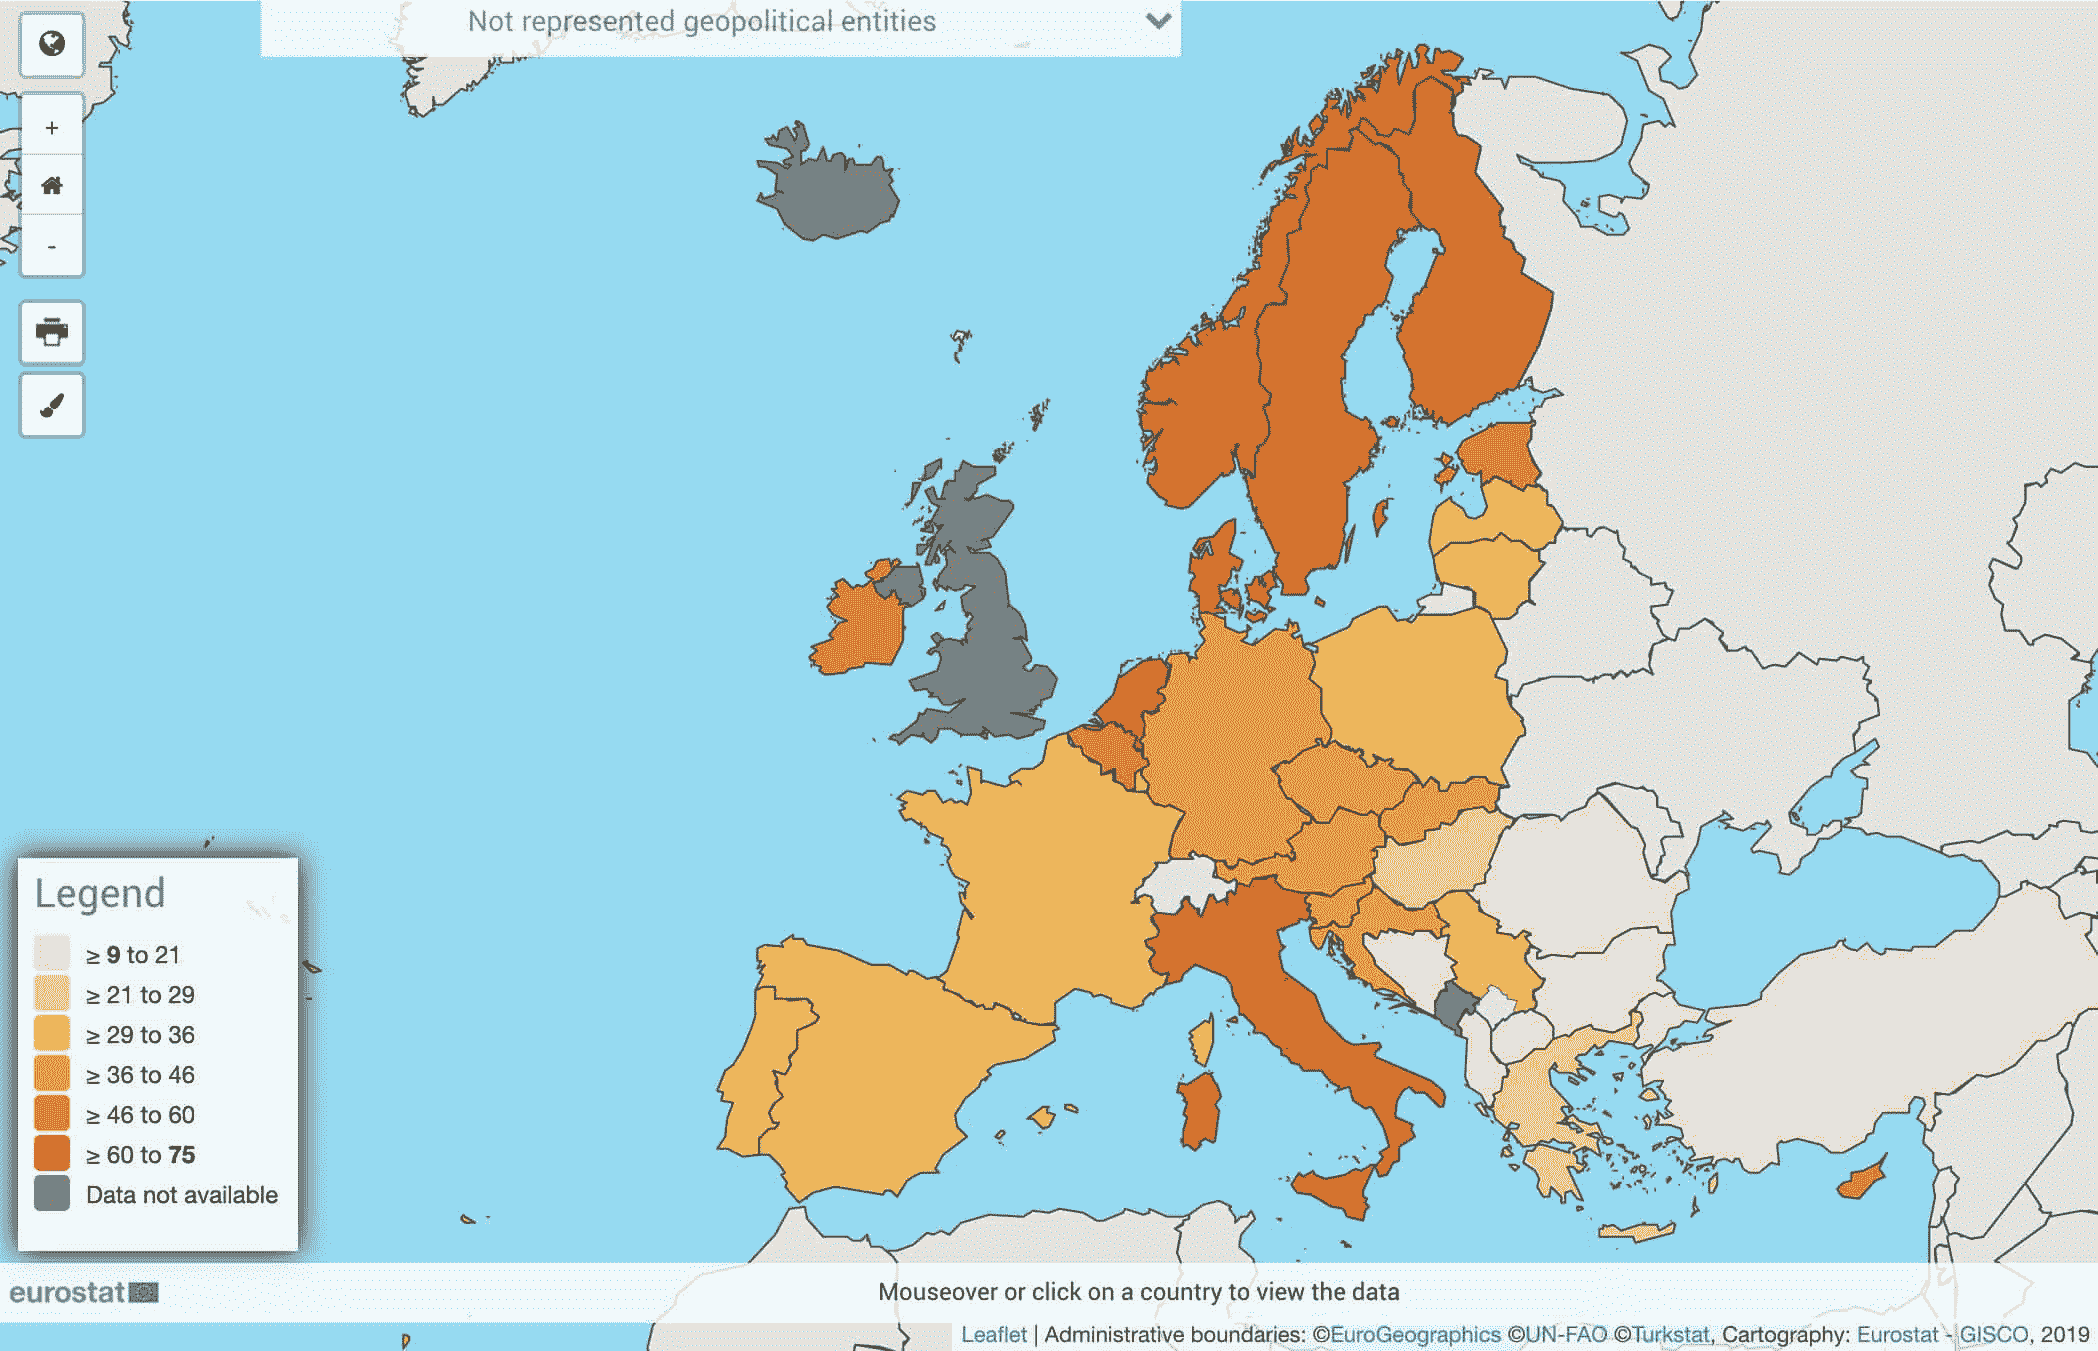 Not represented geopolitical entities
+
-
Legend
≥ 9 to 21
≥ 21 to 29
≥ 29 to 36
≥ 36 to 46
≥ 46 to 60
≥ 60 to 75
Data not available
eurostat
Mouseover or click on a country to view the data
Leaflet | Administrative boundaries: ©EuroGeographics ©UN-FAO ©Turkstat, Cartography: Eurostat - GISCO, 2019